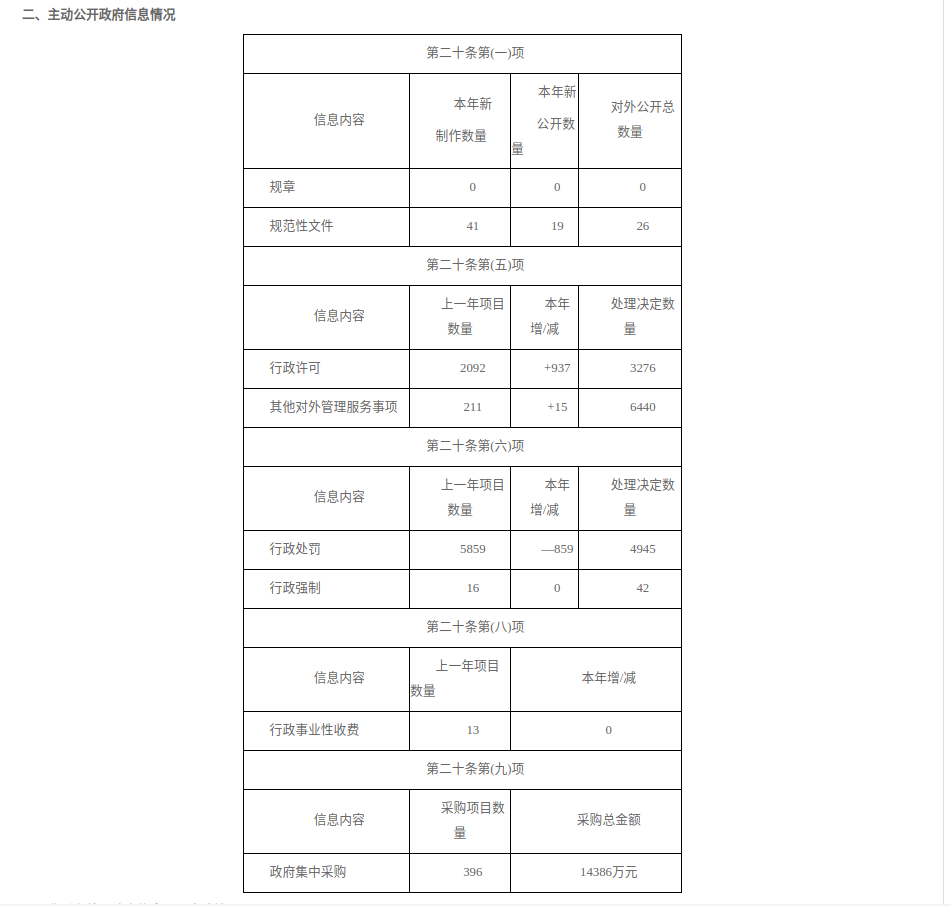 二、主动公开政府信息情况
第二十条第(一)项
信息内容
本年新
制作数量
本年新
公开数
量
对外公开总
数量
规章 0 0 0
规范性文件 41 19 26
第二十条第(五)项
信息内容
上一年项目
数量
本年
增/减
处理决定数
量
行政许可 2092 +937 3276
其他对外管理服务事项 211 +15 6440
第二十条第(六)项
信息内容
上一年项目
数量
本年
增/减
处理决定数
量
行政处罚 5859 —859 4945
行政强制 16 0 42
第二十条第(八)项
信息内容
上一年项目
数量
本年增/减
行政事业性收费 13 0
第二十条第(九)项
信息内容
采购项目数
量
采购总金额
政府集中采购 396 14386万元